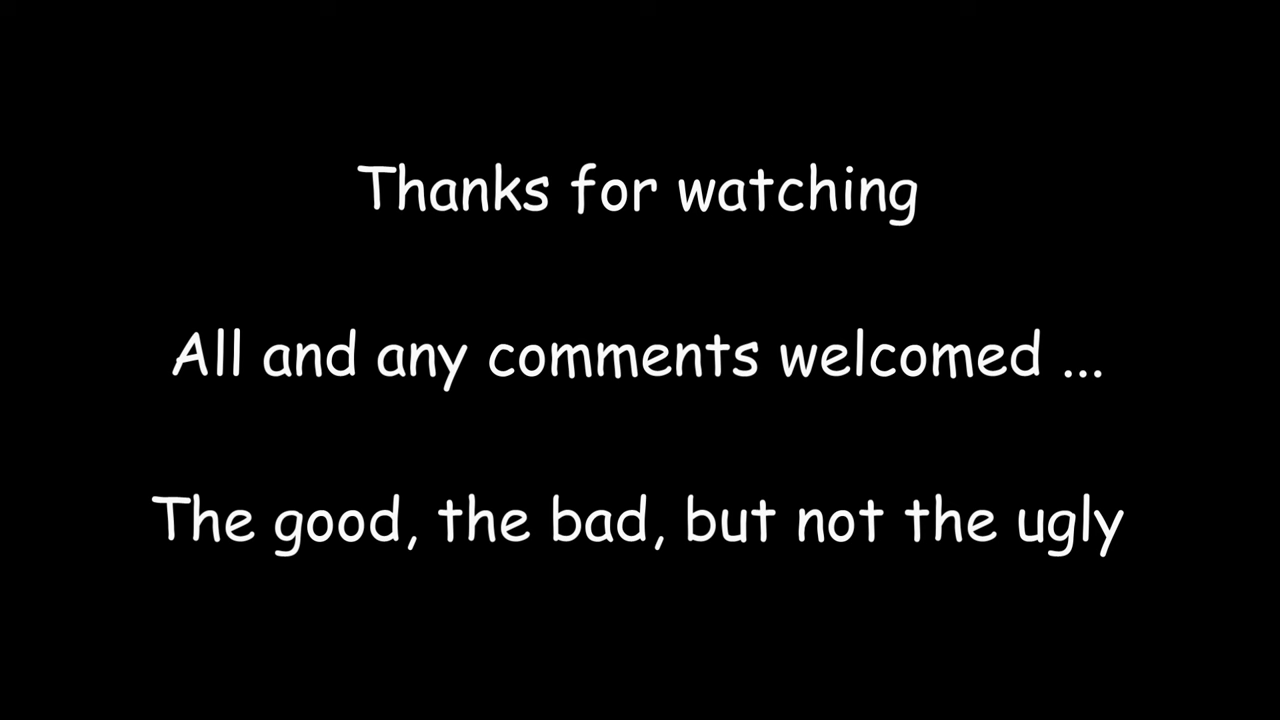 Thanks for watching
All and any comments welcomed ...
The good, the bad, but not the ugly